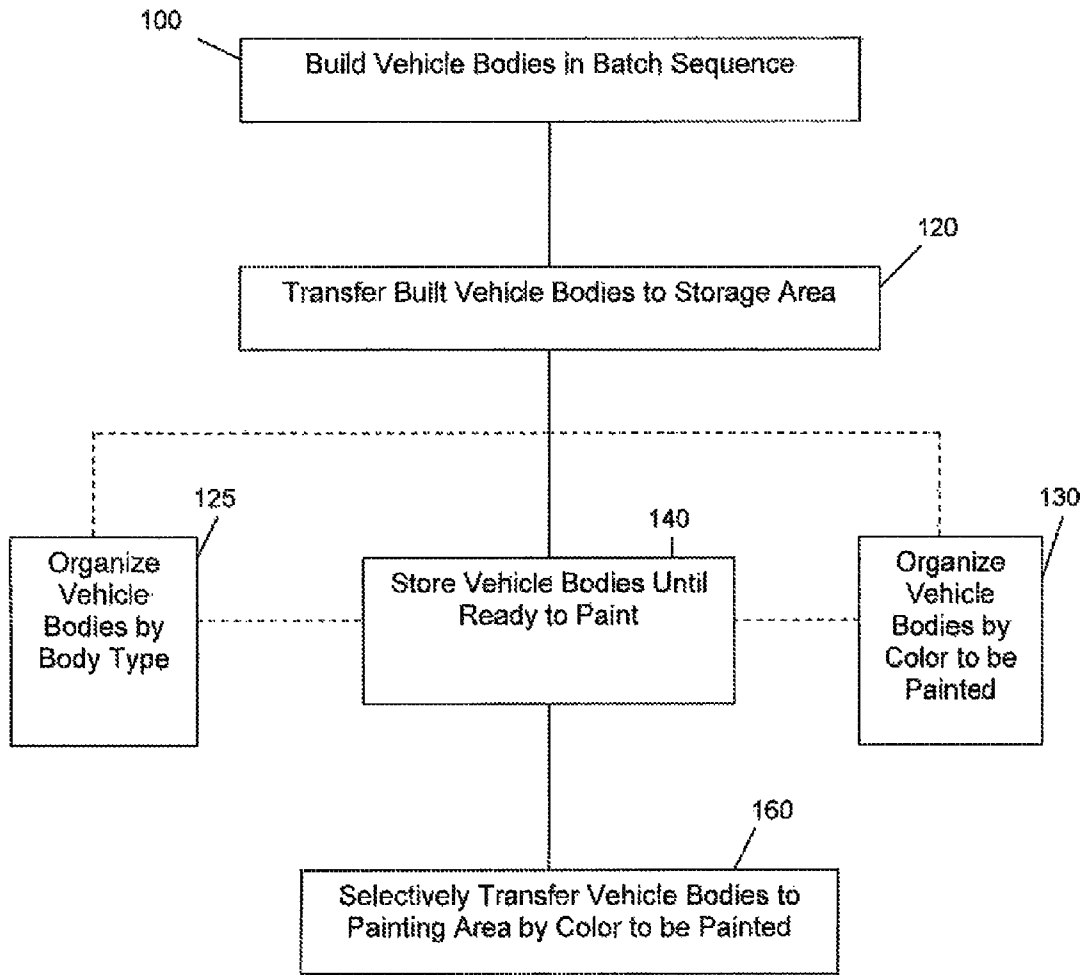 100
Build Vehicle Bodies in Batch Sequence
120
Transfer Built Vehicle Bodies to Storage Area
125
Organize
Vehicle
Bodies by
Body Type
140
Store Vehicle Bodies Until
Ready to Paint
130
Organize
Vehicle
Bodies by
Color to be
Painted
160
Selectively Transfer Vehicle Bodies to
Painting Area by Color to be Painted